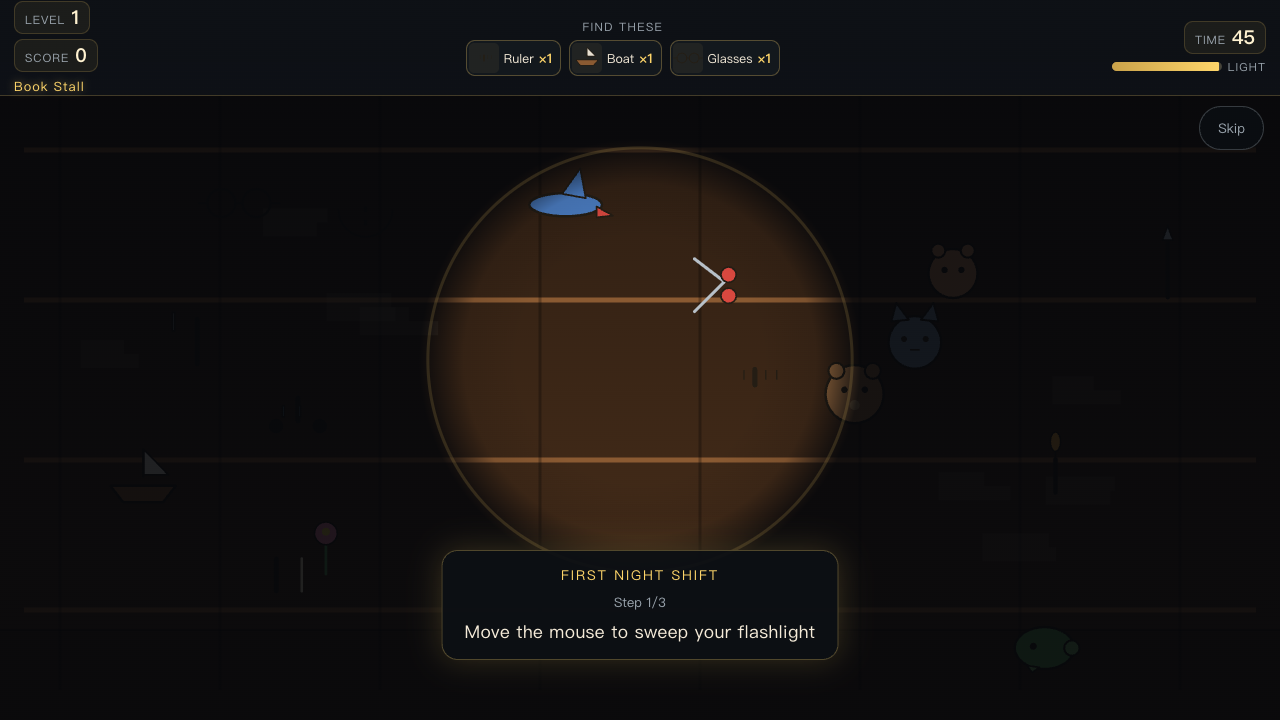 LEVEL 1
SCORE 0
Book Stall
FIND THESE
Ruler ×1
Boat ×1
Glasses ×1
TIME 45
LIGHT
Skip
FIRST NIGHT SHIFT
Step 1/3
Move the mouse to sweep your flashlight